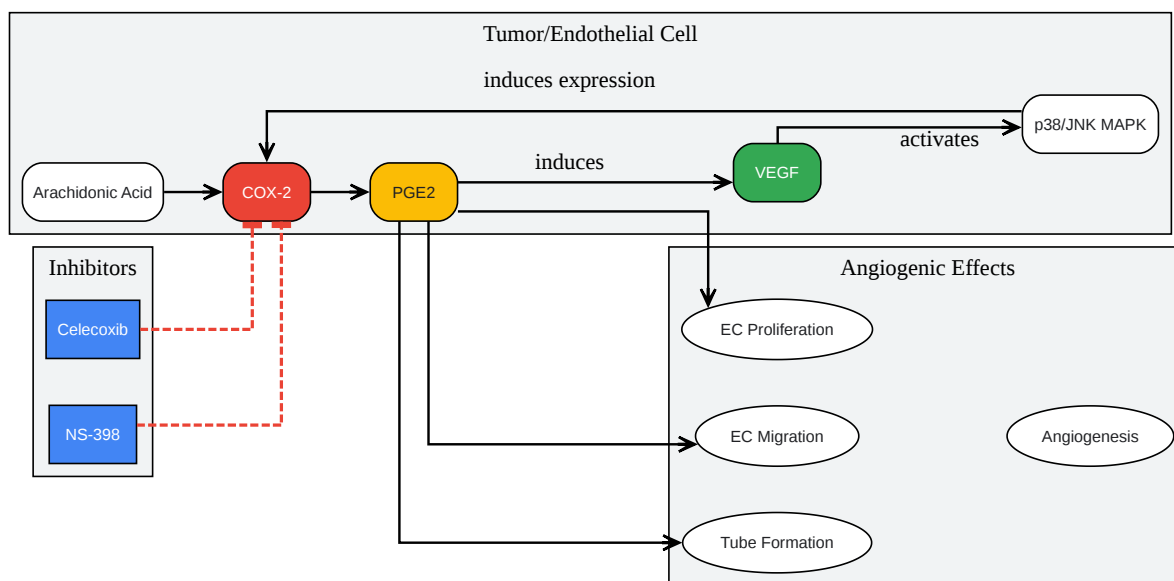 Tumor/Endothelial Cell
induces expression
p38/JNK MAPK
activates
induces
VEGF
Arachidonic Acid
COX-2
PGE2
Inhibitors
Celecoxib
NS-398
Angiogenic Effects
EC Proliferation
EC Migration
Angiogenesis
Tube Formation